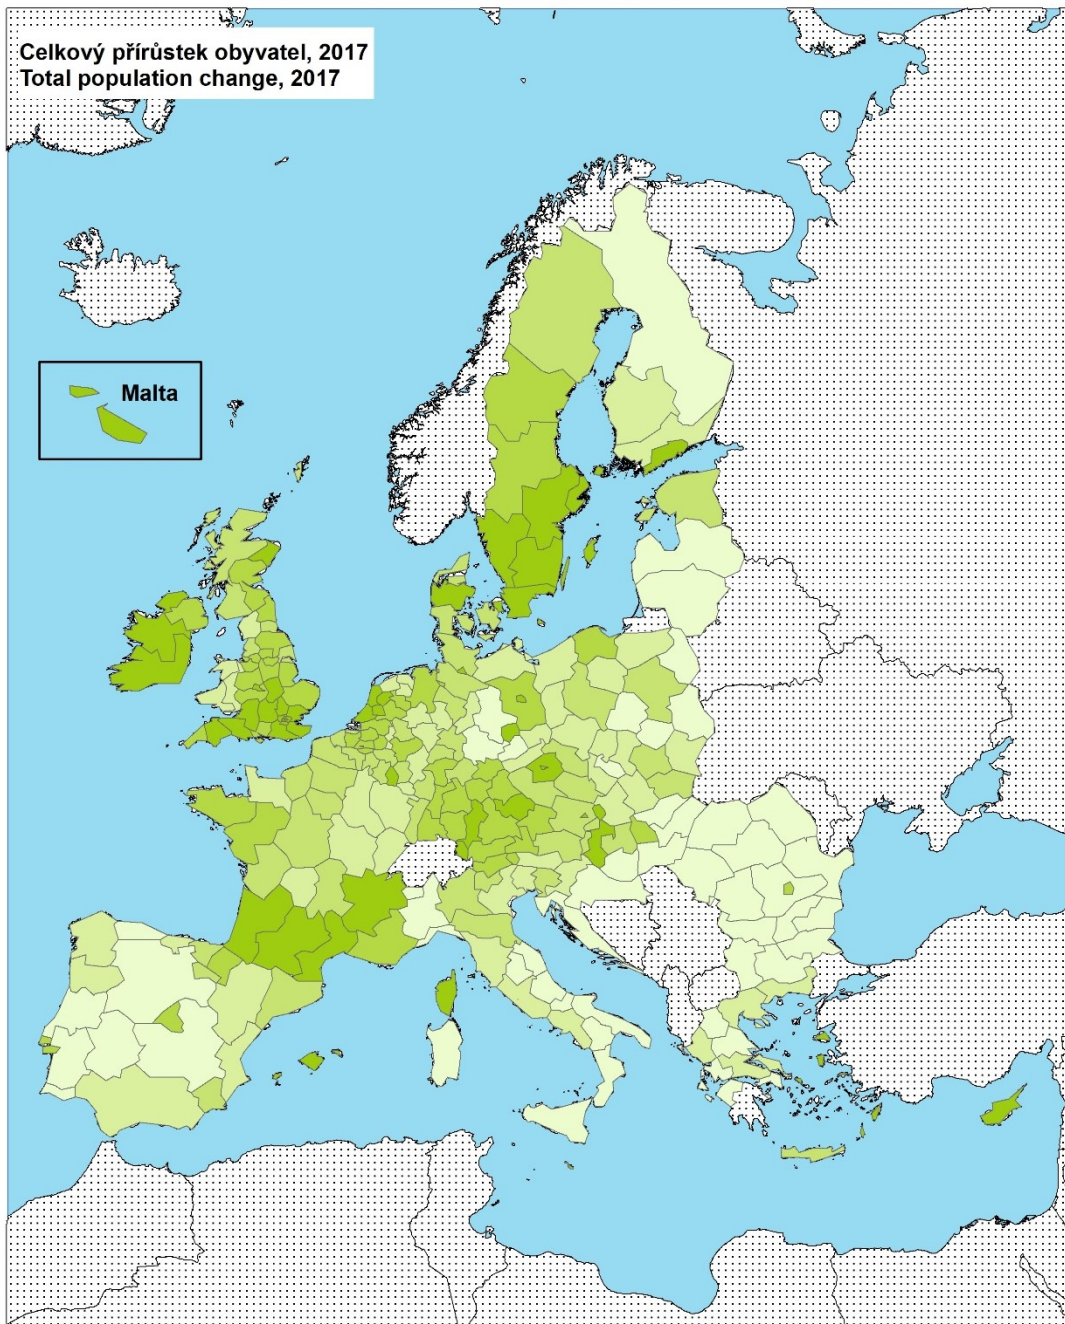 Celkový přírůstek obyvatel, 2017
Total population change, 2017
Malta